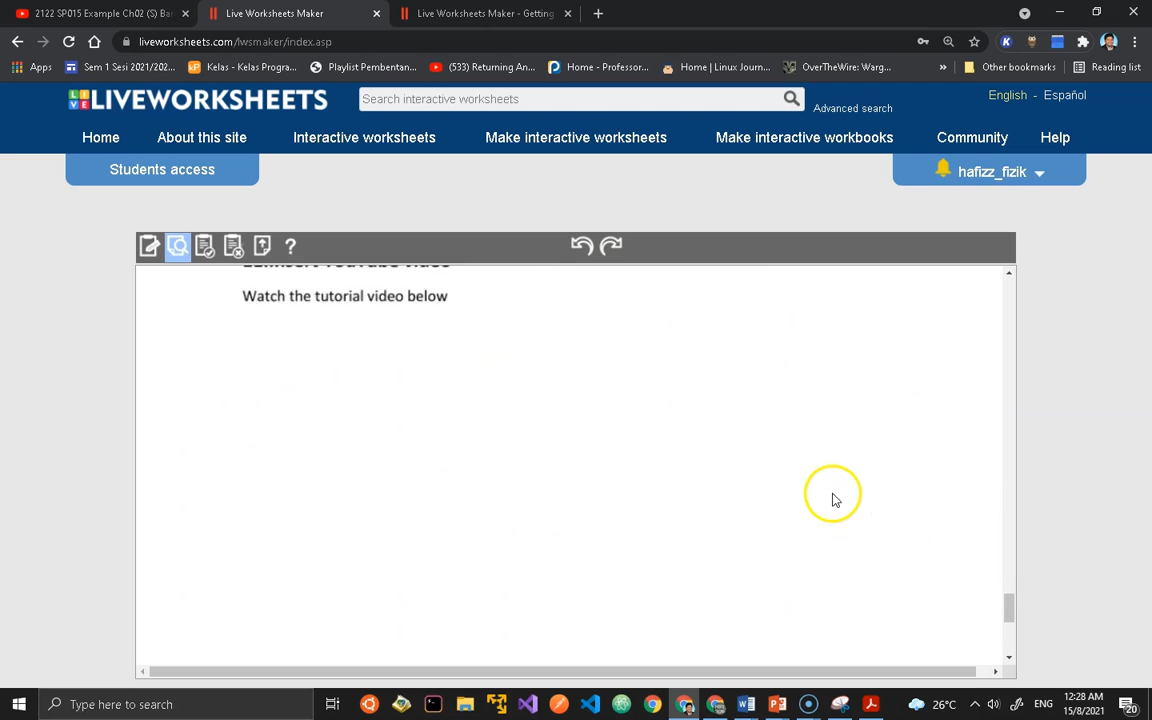 2122 SP015 Example Ch02 (S) Ba
Live Worksheets Maker
Live Worksheets Maker - Getting
liveworksheets.com/lwsmaker/index.asp
Apps
Sem 1 Sesi 2021/202...
Kelas - Kelas Progra...
Playlist Pembentan...
(533) Returning An...
Home - Professor...
Home | Linux Journ...
OverTheWire: Warg...
»
Other bookmarks
Reading list
LIVEWORKSHEETS
Search interactive worksheets
Advanced search
English - Español
Home
About this site
Interactive worksheets
Make interactive worksheets
Make interactive workbooks
Community
Help
Students access
hafizz_fizik
?
Insert YouTube video
Watch the tutorial video below
Type here to search
26°C
ENG
12:28 AM
15/8/2021
20